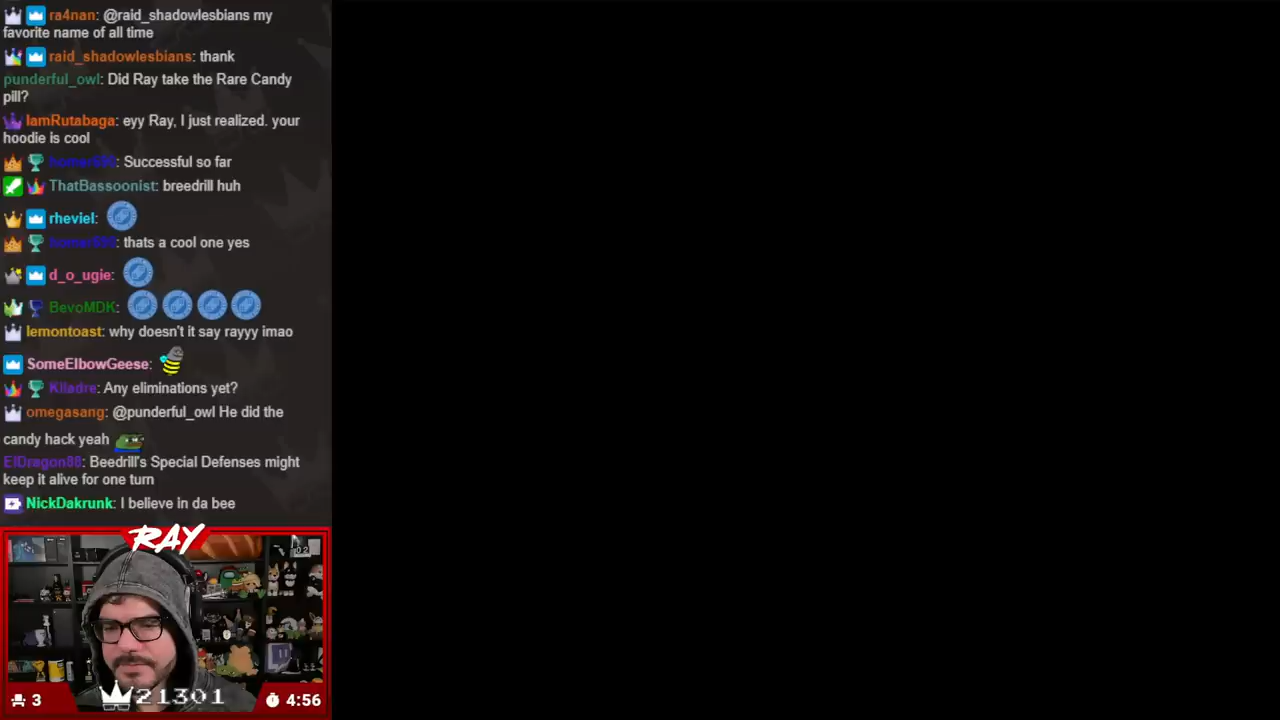 ra4nan: @raid_shadowlesbians my
favorite name of all time
raid_shadowlesbians: thank
punderful_owl: Did Ray take the Rare Candy
pill?
IamRutabaga: eyy Ray, I just realized. your
hoodie is cool
: Successful so far
ThatBassoonist: breedrill huh
rheviel:
: thats a cool one yes
d_o_ugie:
BevoMDK:
lemontoast: why doesn't it say rayyy imao
SomeElbowGeese:
Klladre: Any eliminations yet?
omegasang: @punderful_owl He did the
candy hack yeah
ElDragon88: Beedrill's Special Defenses might
keep it alive for one turn
NickDakrunk: I believe in da bee
RAY
3
21301
4:56